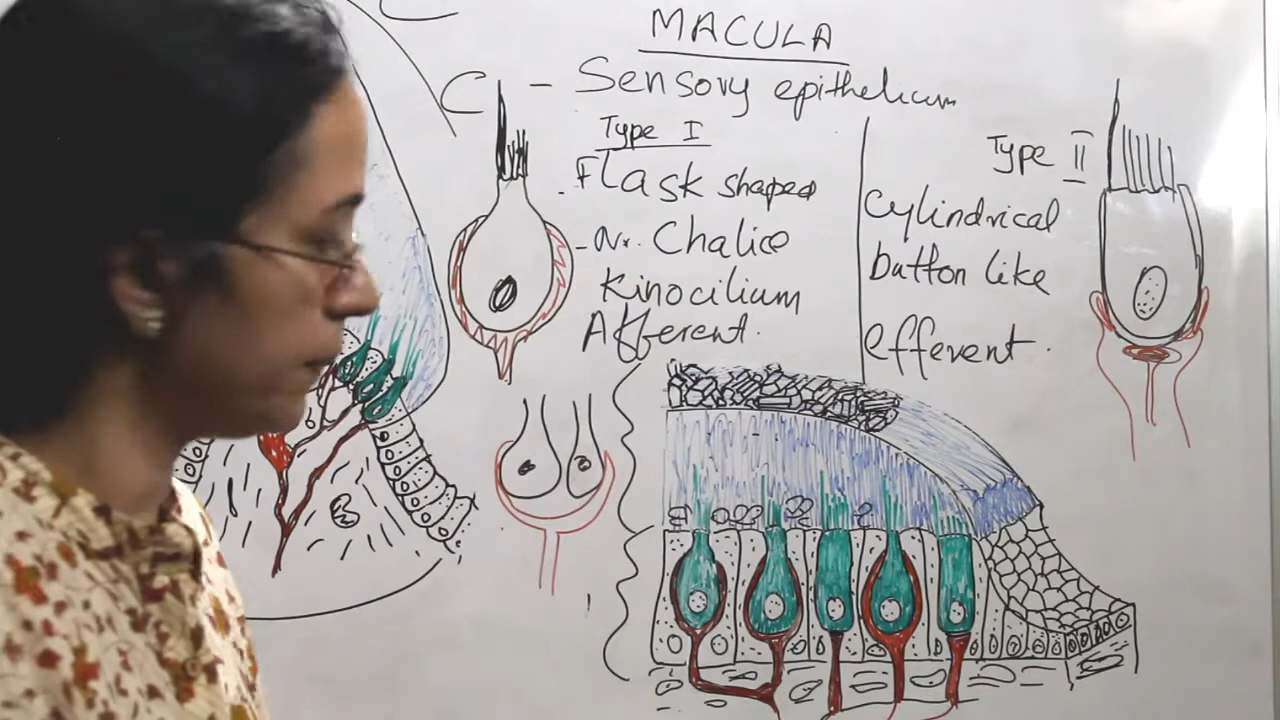 MACULA
C - Sensory epithelium
Type I
- Flask shaped
- Nr. Chalice
Kinocilium
Afferent.
Type II
Cylindrical
button like
efferent.